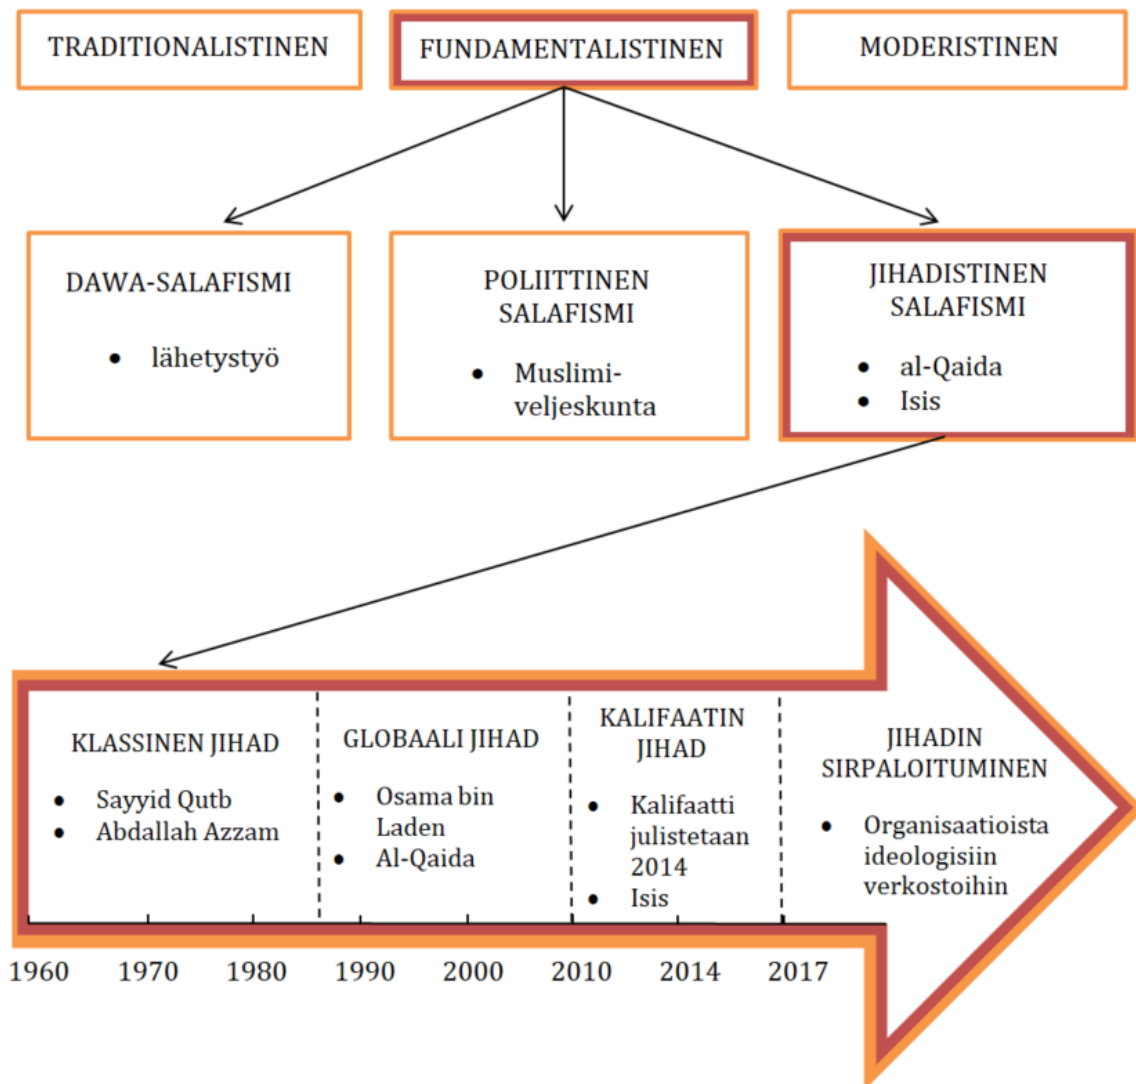 TRADITIONALISTINEN
FUNDAMENTALISTINEN
MODERISTINEN
DAWA-SALAFISMI
• lähetystyö
POLIITTINEN
SALAFISMI
• Muslimi-
veljeskunta
JIHADISTINEN
SALAFISMI
• al-Qaida
• Isis
KLASSINEN JIHAD
• Sayyid Qutb
• Abdallah Azzam
GLOBAALI JIHAD
• Osama bin
Laden
• Al-Qaida
KALIFAATIN
JIHAD
• Kalifaatti
julistetaan
2014
• Isis
JIHADIN
SIRPALOITUMINEN
• Organisaatioista
ideologisiin
verkostoihin
1960 1970 1980 1990 2000 2010 2014 2017